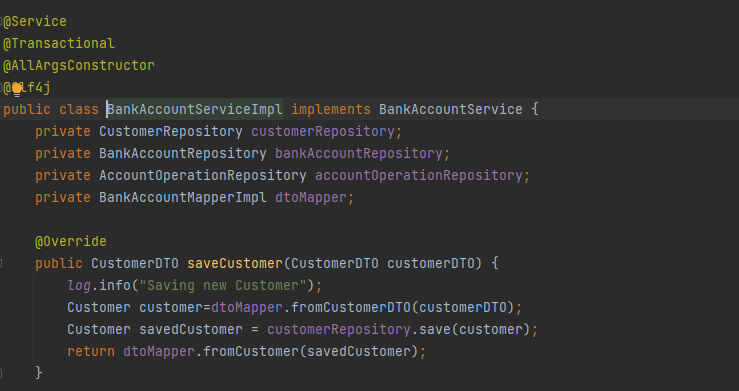 @Service
@Transactional
@AllArgsConstructor
lf4j
public class BankAccountServiceImpl implements BankAccountService {
private CustomerRepository customerRepository;
private BankAccountRepository bankAccountRepository;
private AccountOperationRepository accountOperationRepository;
private BankAccountMapperImpl dtoMapper;
@Override
public CustomerDTO saveCustomer(CustomerDTO customerDTO) {
log.info("Saving new Customer");
Customer customer=dtoMapper.fromCustomerDTO(customerDTO);
Customer savedCustomer = customerRepository.save(customer);
return dtoMapper.fromCustomer(savedCustomer);
}